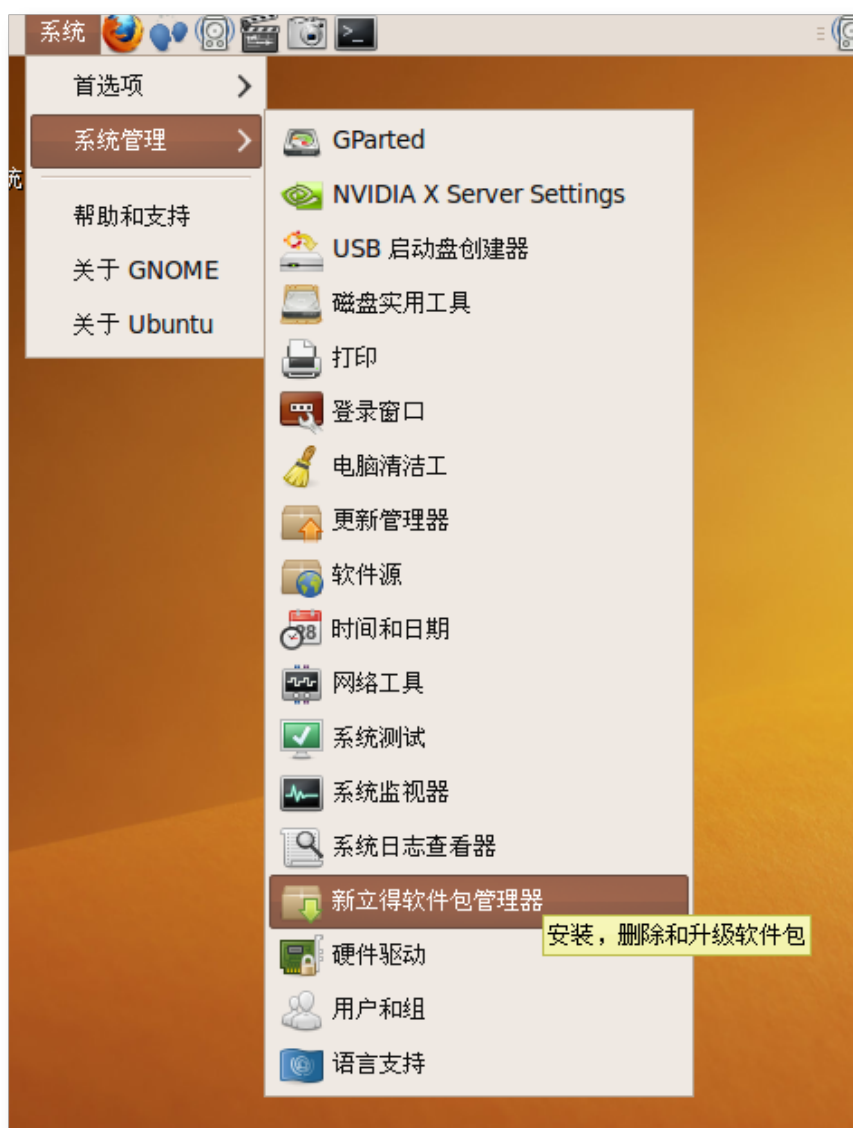 系统
首选项
系统管理
统
帮助和支持
关于 GNOME
关于 Ubuntu
GParted
NVIDIA X Server Settings
USB 启动盘创建器
磁盘实用工具
打印
登录窗口
电脑清洁工
更新管理器
软件源
时间和日期
网络工具
系统测试
系统监视器
系统日志查看器
新立得软件包管理器
安装，删除和升级软件包
硬件驱动
用户和组
语言支持